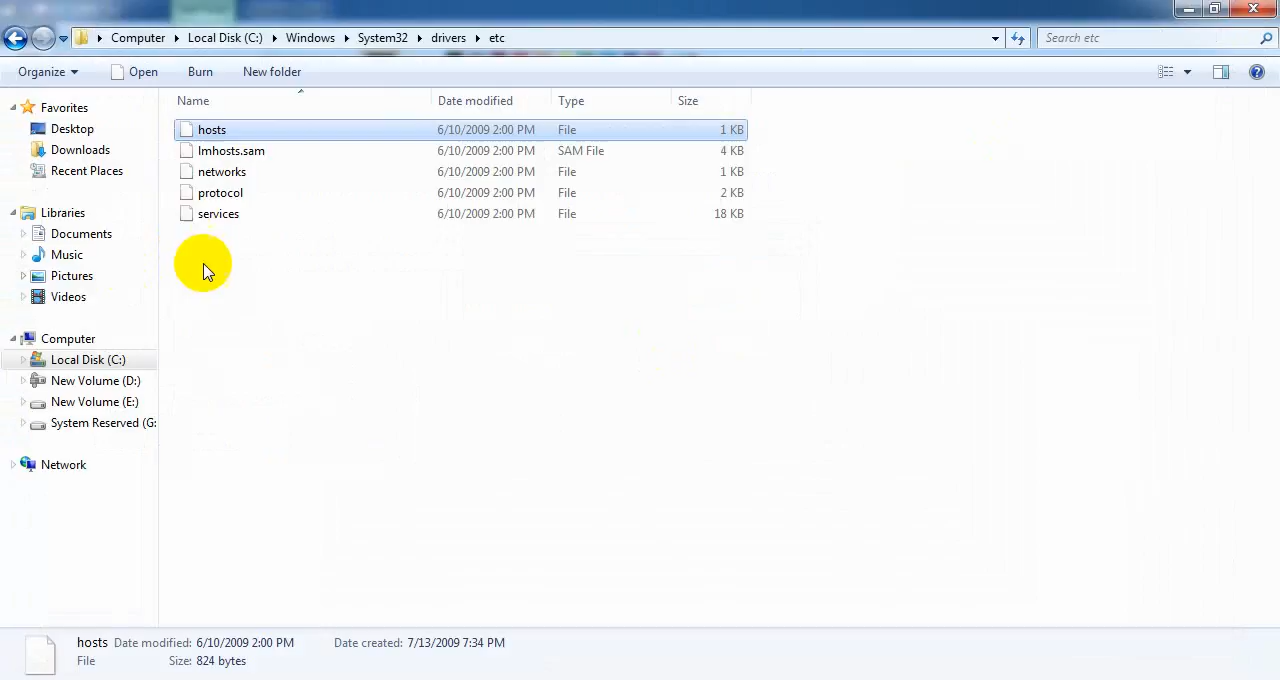 Computer Local Disk (C:) Windows System32 drivers etc Search etc
Organize Open Burn New folder
Name Date modified Type Size
Favorites
Desktop
Downloads
Recent Places
Libraries
Documents
Music
Pictures
Videos
Computer
Local Disk (C:)
New Volume (D:)
New Volume (E:)
System Reserved (G:
Network
hosts 6/10/2009 2:00 PM File 1 KB
lmhosts.sam 6/10/2009 2:00 PM SAM File 4 KB
networks 6/10/2009 2:00 PM File 1 KB
protocol 6/10/2009 2:00 PM File 2 KB
services 6/10/2009 2:00 PM File 18 KB
hosts Date modified: 6/10/2009 2:00 PM Date created: 7/13/2009 7:34 PM
File Size: 824 bytes